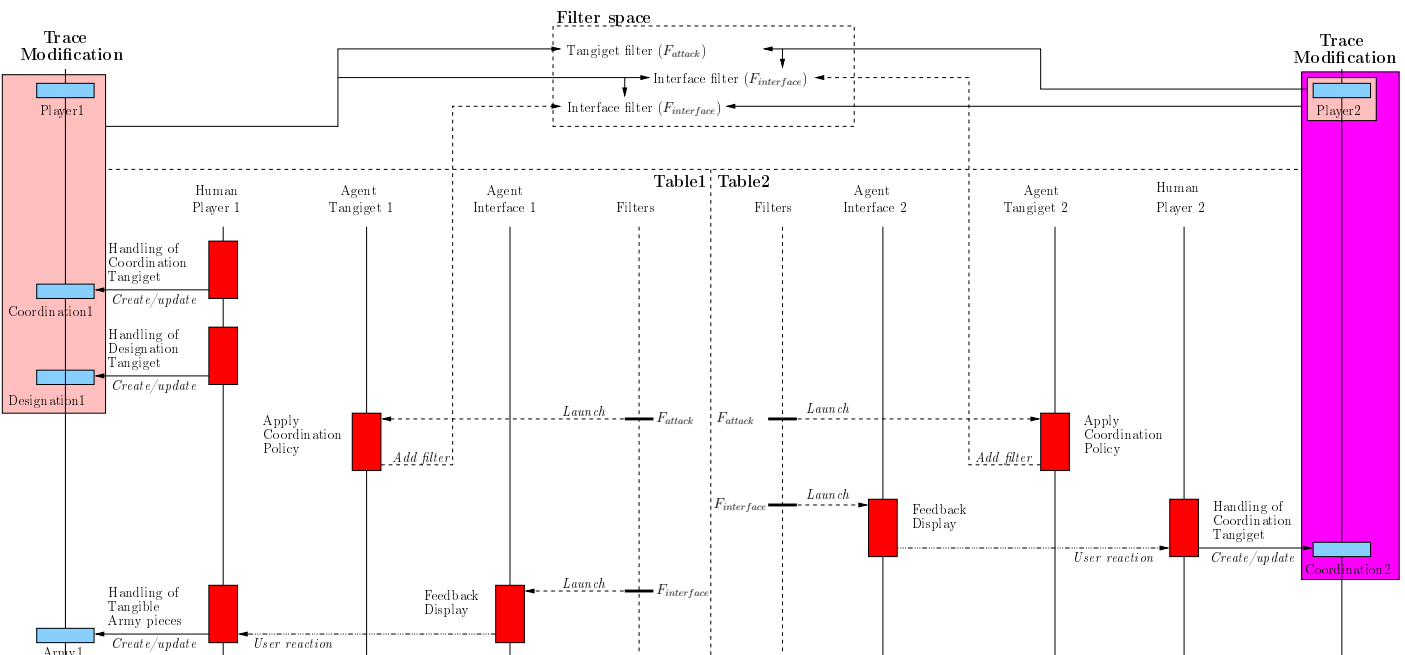 Filter space
Trace
Modification
Trace
Modification
Tangiget filter (F_attack)
Interface filter (F_interface)
Interface filter (F_interface)
Player1
Player2
Table1
Table2
Human
Player 1
Agent
Tangiget 1
Agent
Interface 1
Filters
Filters
Agent
Interface 2
Agent
Tangiget 2
Human
Player 2
Handling of
Coordination
Tangiget
Create/update
Coordination1
Handling of
Designation
Tangiget
Create/update
Designation1
Apply
Coordination
Policy
Launch
F_attack
Add filter
F_attack
Launch
Apply
Coordination
Policy
Add filter
F_interface
Launch
Feedback
Display
User reaction
Handling of
Coordination
Tangiget
Create/update
Coordination2
Launch
F_interface
Feedback
Display
User reaction
Handling of
Tangible
Army pieces
Create/update
Army1